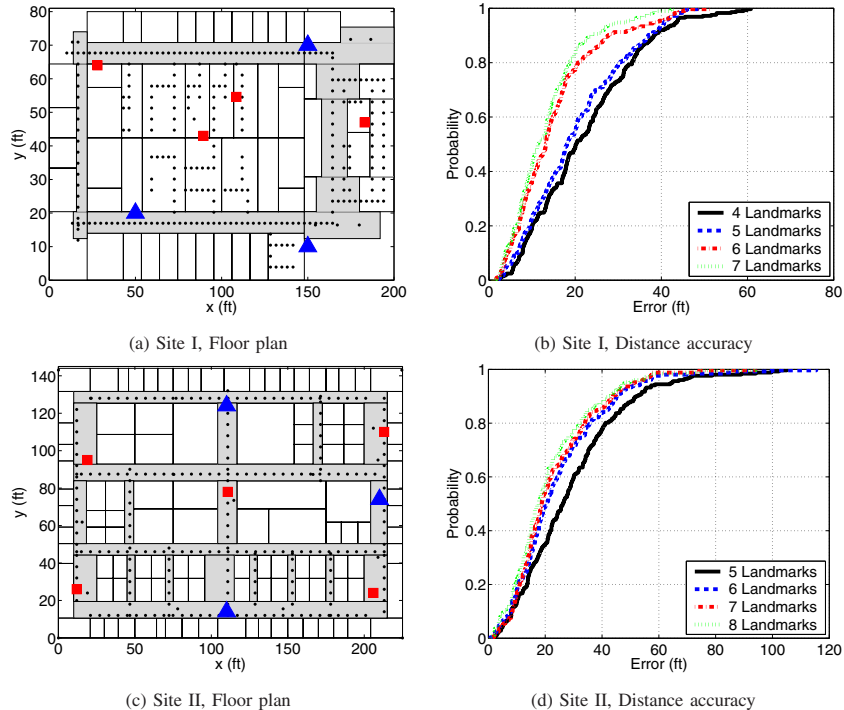 80
70
60
50
40
30
20
10
0
y (ft)
0 50 100 150 200
x (ft)
(a) Site I, Floor plan
1
0.8
0.6
0.4
0.2
0
Probability
4 Landmarks
5 Landmarks
6 Landmarks
7 Landmarks
0 20 40 60 80
Error (ft)
(b) Site I, Distance accuracy
140
120
100
80
60
40
20
0
y (ft)
0 50 100 150 200
x (ft)
(c) Site II, Floor plan
1
0.8
0.6
0.4
0.2
0
Probability
5 Landmarks
6 Landmarks
7 Landmarks
8 Landmarks
0 20 40 60 80 100 120
Error (ft)
(d) Site II, Distance accuracy